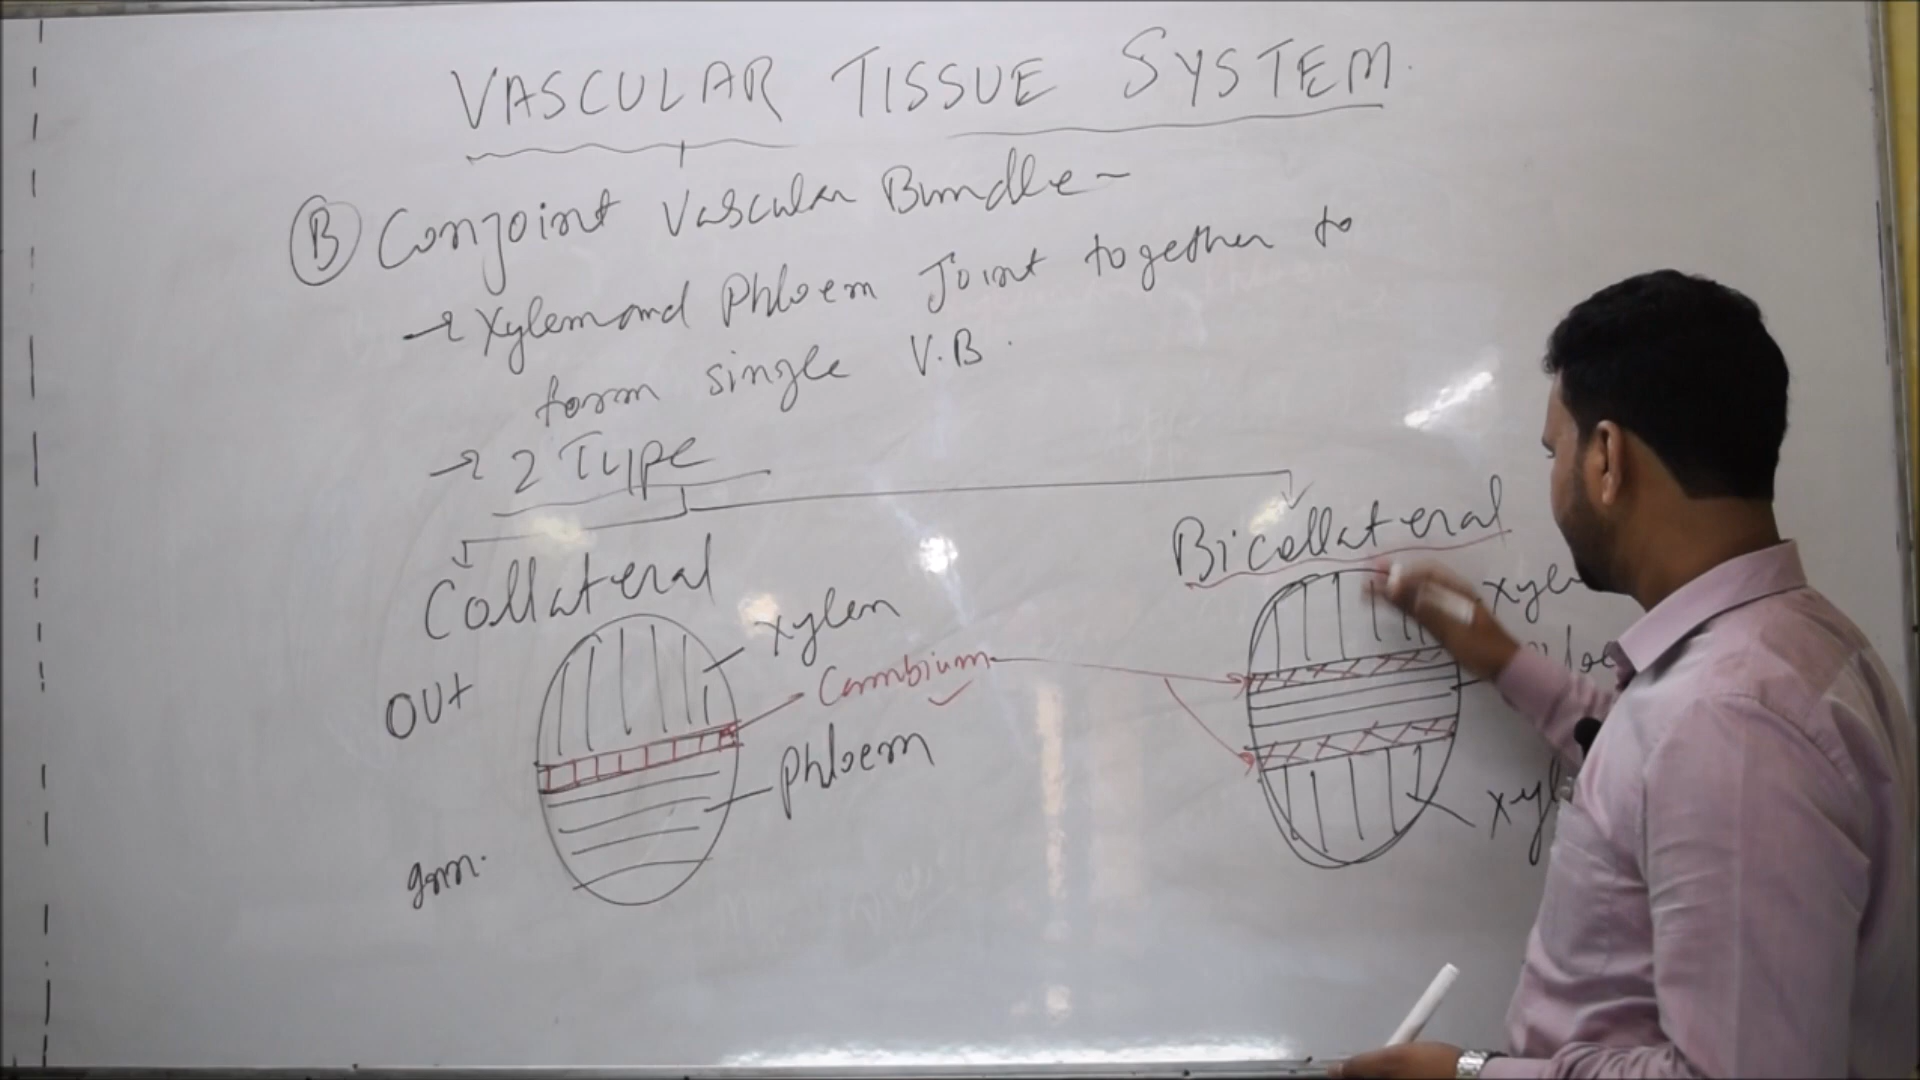 VASCULAR TISSUE SYSTEM.
(B) Conjoint Vascular Bundle -
→ Xylem and Phloem Joint together to
form single V.B.
→ 2 Type
Collateral
Bicollateral
Xylem
Cambium
Phloem
OUt
Xyl